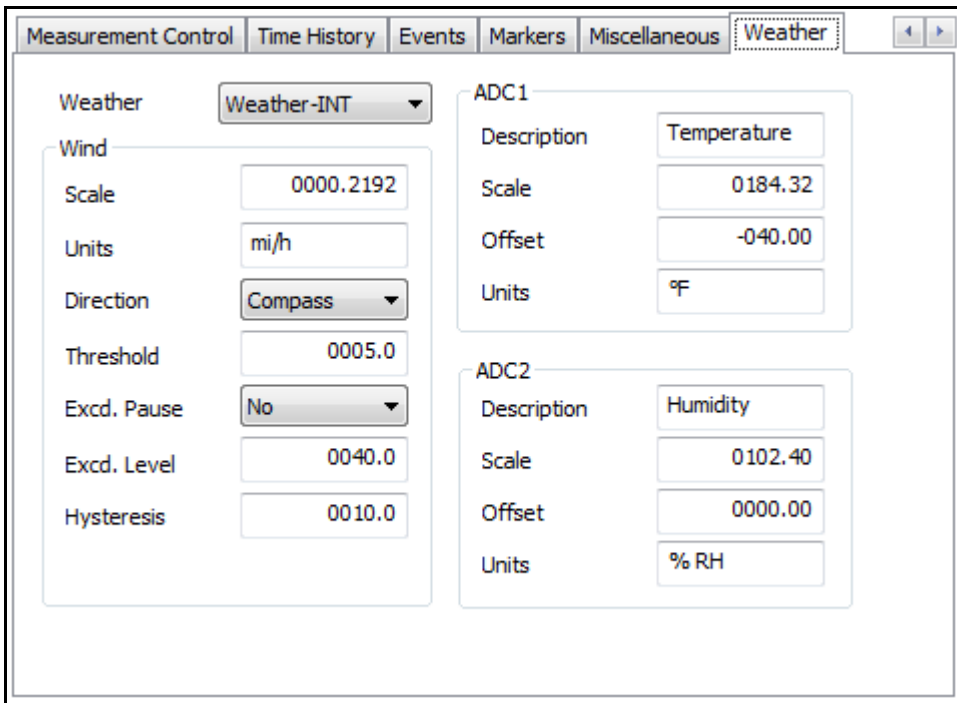 Measurement Control Time History Events Markers Miscellaneous Weather
Weather Weather-INT
Wind
Scale 0000.2192
Units mi/h
Direction Compass
Threshold 0005.0
Excd. Pause No
Excd. Level 0040.0
Hysteresis 0010.0
ADC1
Description Temperature
Scale 0184.32
Offset -040.00
Units °F
ADC2
Description Humidity
Scale 0102.40
Offset 0000.00
Units % RH